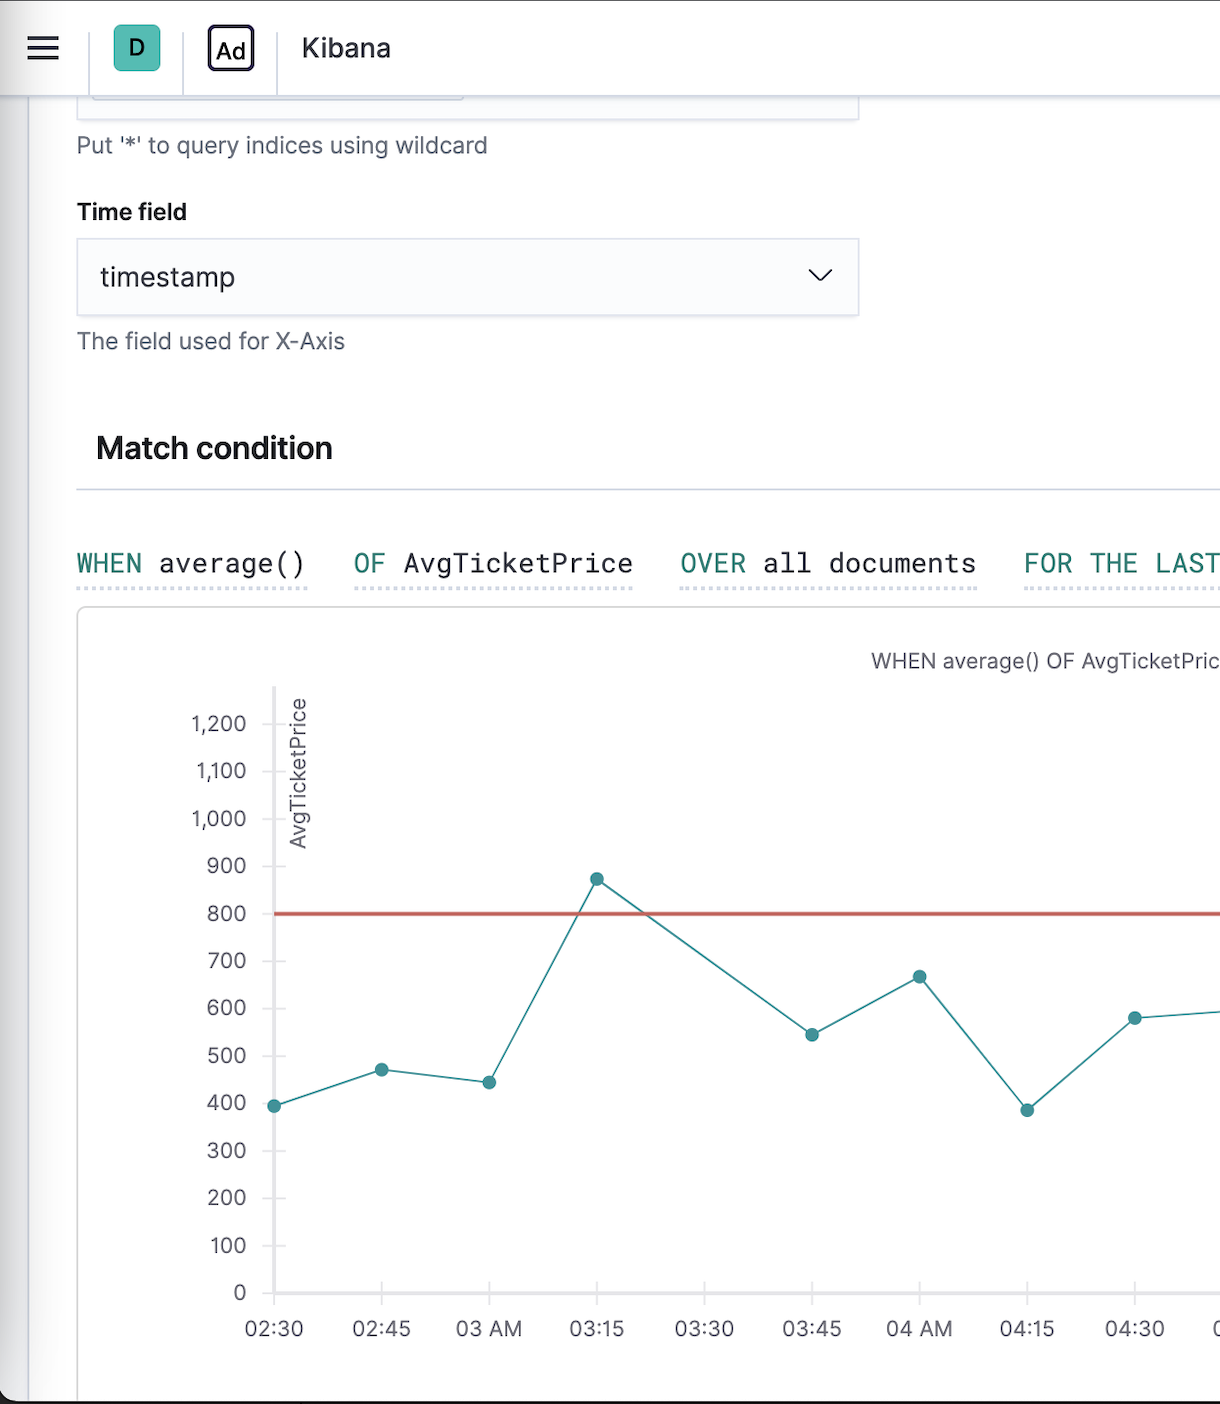 D Ad Kibana
Put '*' to query indices using wildcard
Time field
timestamp
The field used for X-Axis
Match condition
WHEN average() OF AvgTicketPrice OVER all documents FOR THE LAST
WHEN average() OF AvgTicketPric
AvgTicketPrice
1,200
1,100
1,000
900
800
700
600
500
400
300
200
100
0
02:30 02:45 03 AM 03:15 03:30 03:45 04 AM 04:15 04:30